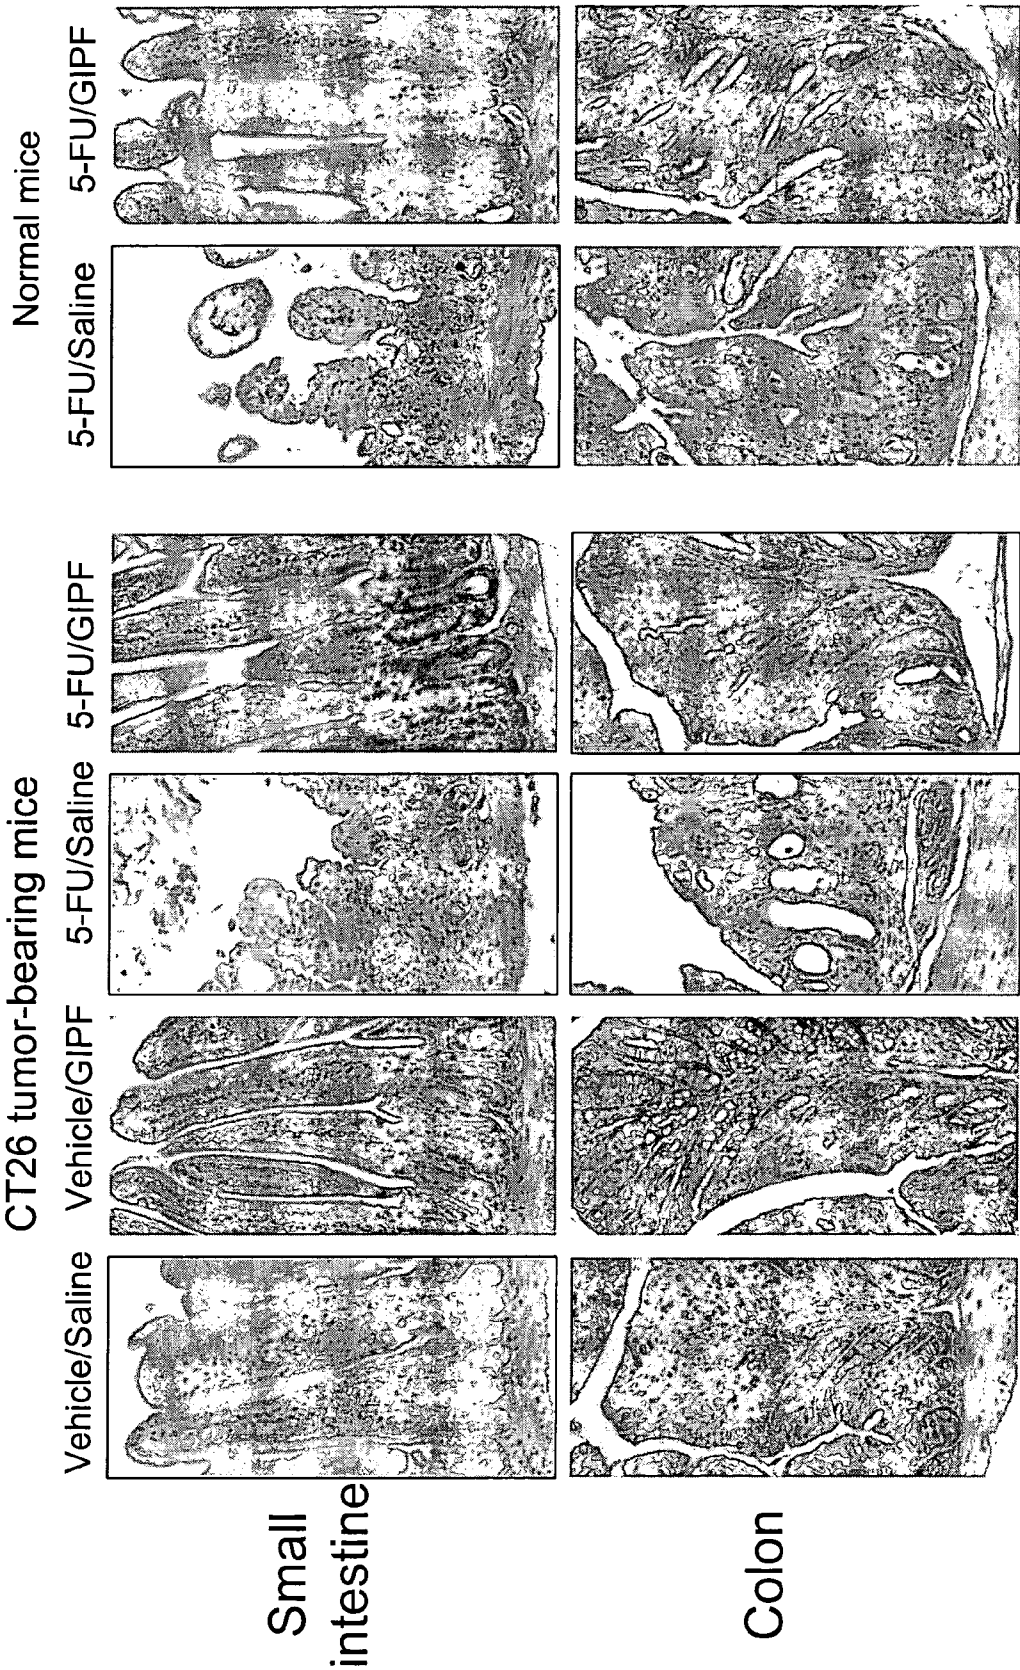 CT26 tumor-bearing mice
Normal mice
Vehicle/Saline
Vehicle/GIPF
5-FU/Saline
5-FU/GIPF
5-FU/Saline
5-FU/GIPF
Small
intestine
Colon